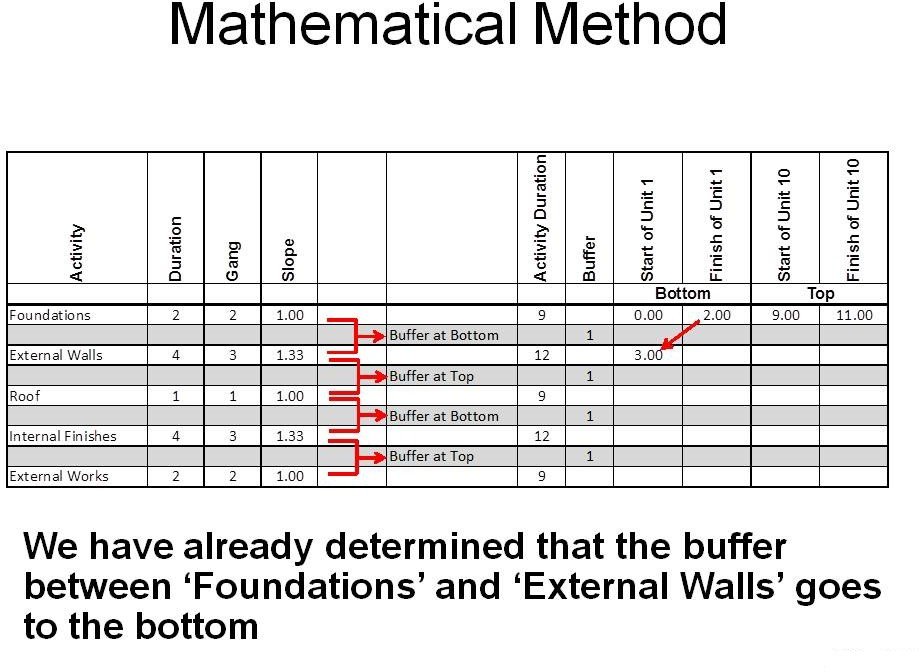 Mathematical Method
Activity Duration Gang Slope Activity Duration Buffer Start of Unit 1 Finish of Unit 1 Start of Unit 10 Finish of Unit 10
Bottom Top
Foundations 2 2 1.00 9 0.00 2.00 9.00 11.00
Buffer at Bottom 1
External Walls 4 3 1.33 12 3.00
Buffer at Top 1
Roof 1 1 1.00 9
Buffer at Bottom 1
Internal Finishes 4 3 1.33 12
Buffer at Top 1
External Works 2 2 1.00 9
We have already determined that the buffer
between ‘Foundations’ and ‘External Walls’ goes
to the bottom